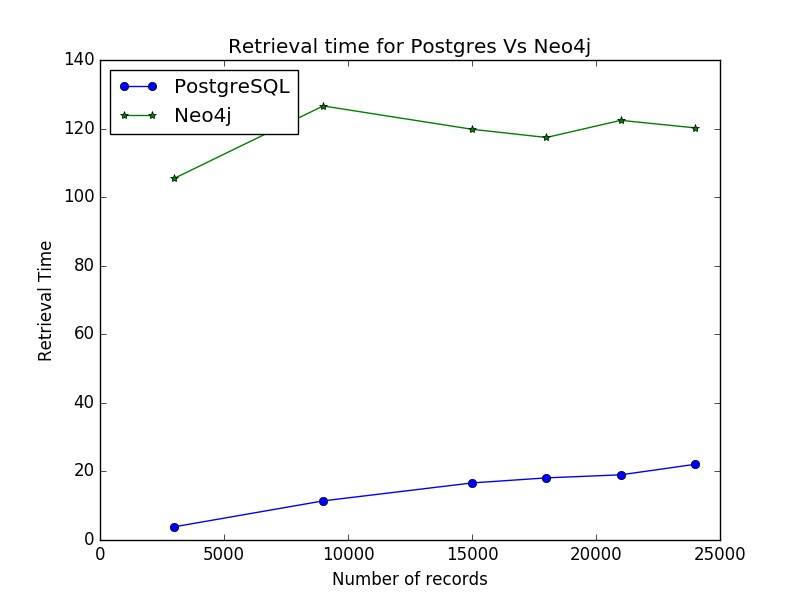 Retrieval time for Postgres Vs Neo4j
PostgreSQL
Neo4j
140
120
100
80
60
40
20
0
Retrieval Time
0 5000 10000 15000 20000 25000
Number of records